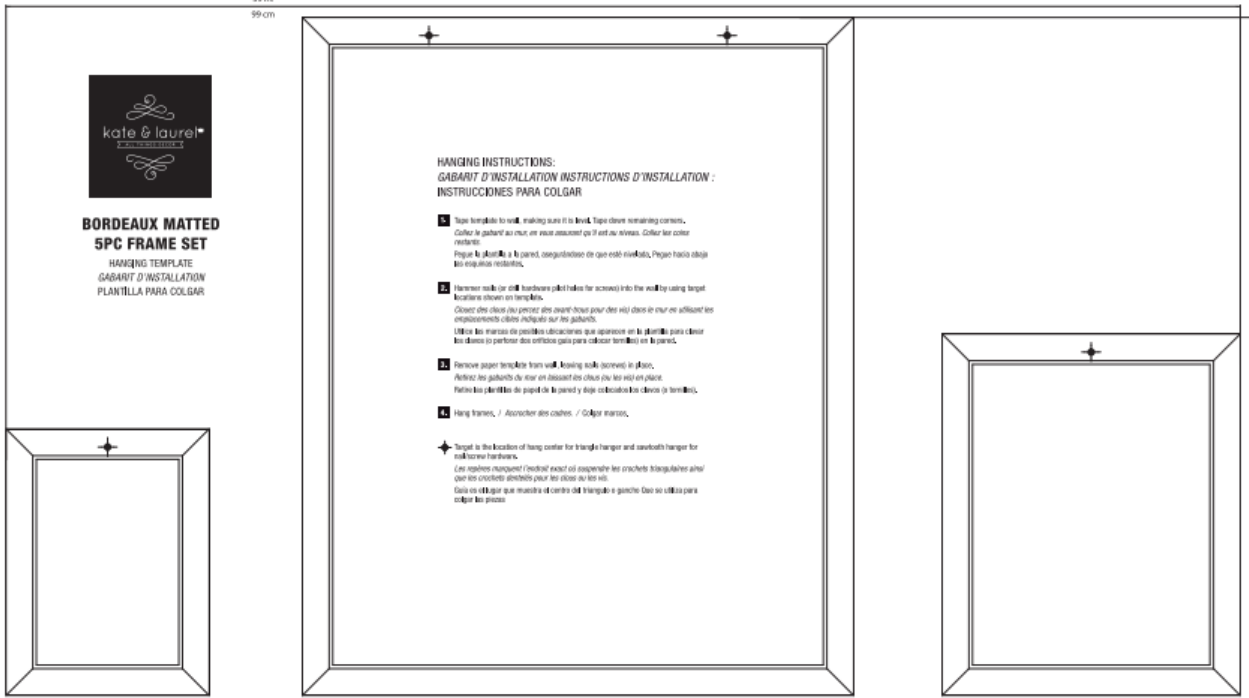 99 cm
kate & laurel
ALL THINGS DECOR
BORDEAUX MATTED
5PC FRAME SET
HANGING TEMPLATE
GABARIT D'INSTALLATION
PLANTILLA PARA COLGAR
HANGING INSTRUCTIONS:
GABARIT D'INSTALLATION INSTRUCTIONS D'INSTALLATION :
INSTRUCCIONES PARA COLGAR
1. Tape template to wall, making sure it is level. Tape down remaining corners.
Collez le gabarit au mur, en vous assurant qu'il est au niveau. Collez les coins
restants.
Pegue la plantilla a la pared, asegurándose de que esté nivelada. Pegue hacia abajo
las esquinas restantes.
2. Hammer nails (or drill hardware pilot holes for screws) into the wall by using target
locations shown on template.
Clouez des clous (ou percez des avant-trous pour des vis) dans le mur en utilisant les
emplacements cibles indiqués sur les gabarits.
Utilice las marcas de posibles ubicaciones que aparecen en la plantilla para clavar
los clavos (o perforar dos orificios guía para colocar tornillos) en la pared.
3. Remove paper template from wall, leaving nails (screws) in place.
Retirez les gabarits du mur en laissant les clous (ou les vis) en place.
Retire las plantillas de papel de la pared y deje colocados los clavos (o tornillos).
4. Hang frames. / Accrocher des cadres. / Colgar marcos.
Target is the location of hang center for triangle hanger and sawtooth hanger for
nail/screw hardware.
Les repères marquent l'endroit exact où suspendre les crochets triangulaires ainsi
que les crochets dentelés pour les clous ou les vis.
Guía es el lugar que muestra el centro del triangulo o gancho Que se utiliza para
colgar las piezas